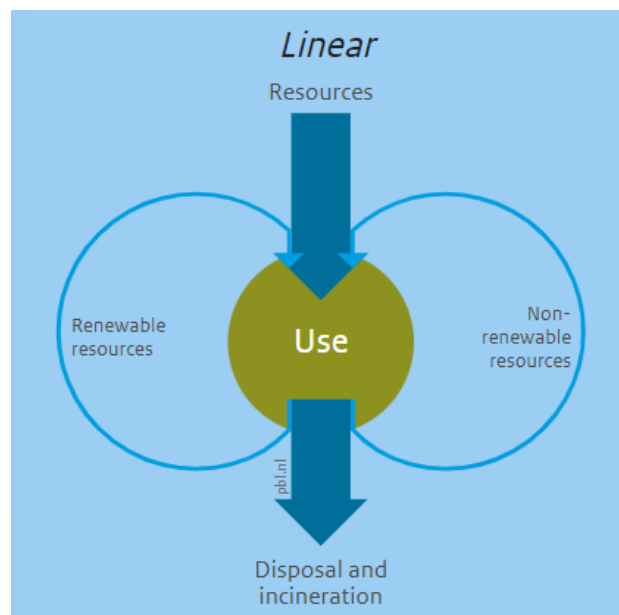 Linear
Resources
Renewable
resources
Use
Non-
renewable
resources
pbl.nl
Disposal and
incineration